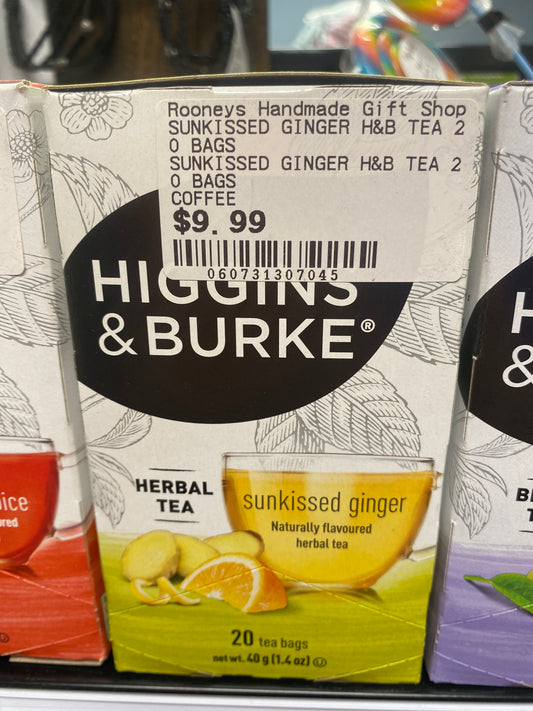 Rooneys Handmade Gift Shop
SUNKISSED GINGER H&B TEA 2
0 BAGS
SUNKISSED GINGER H&B TEA 2
0 BAGS
COFFEE
$9.99
060731307045
HIGGINS
& BURKE®
HERBAL
TEA
sunkissed ginger
Naturally flavoured
herbal tea
20 tea bags
net wt. 40 g (1.4 oz) Ⓤ
H
&